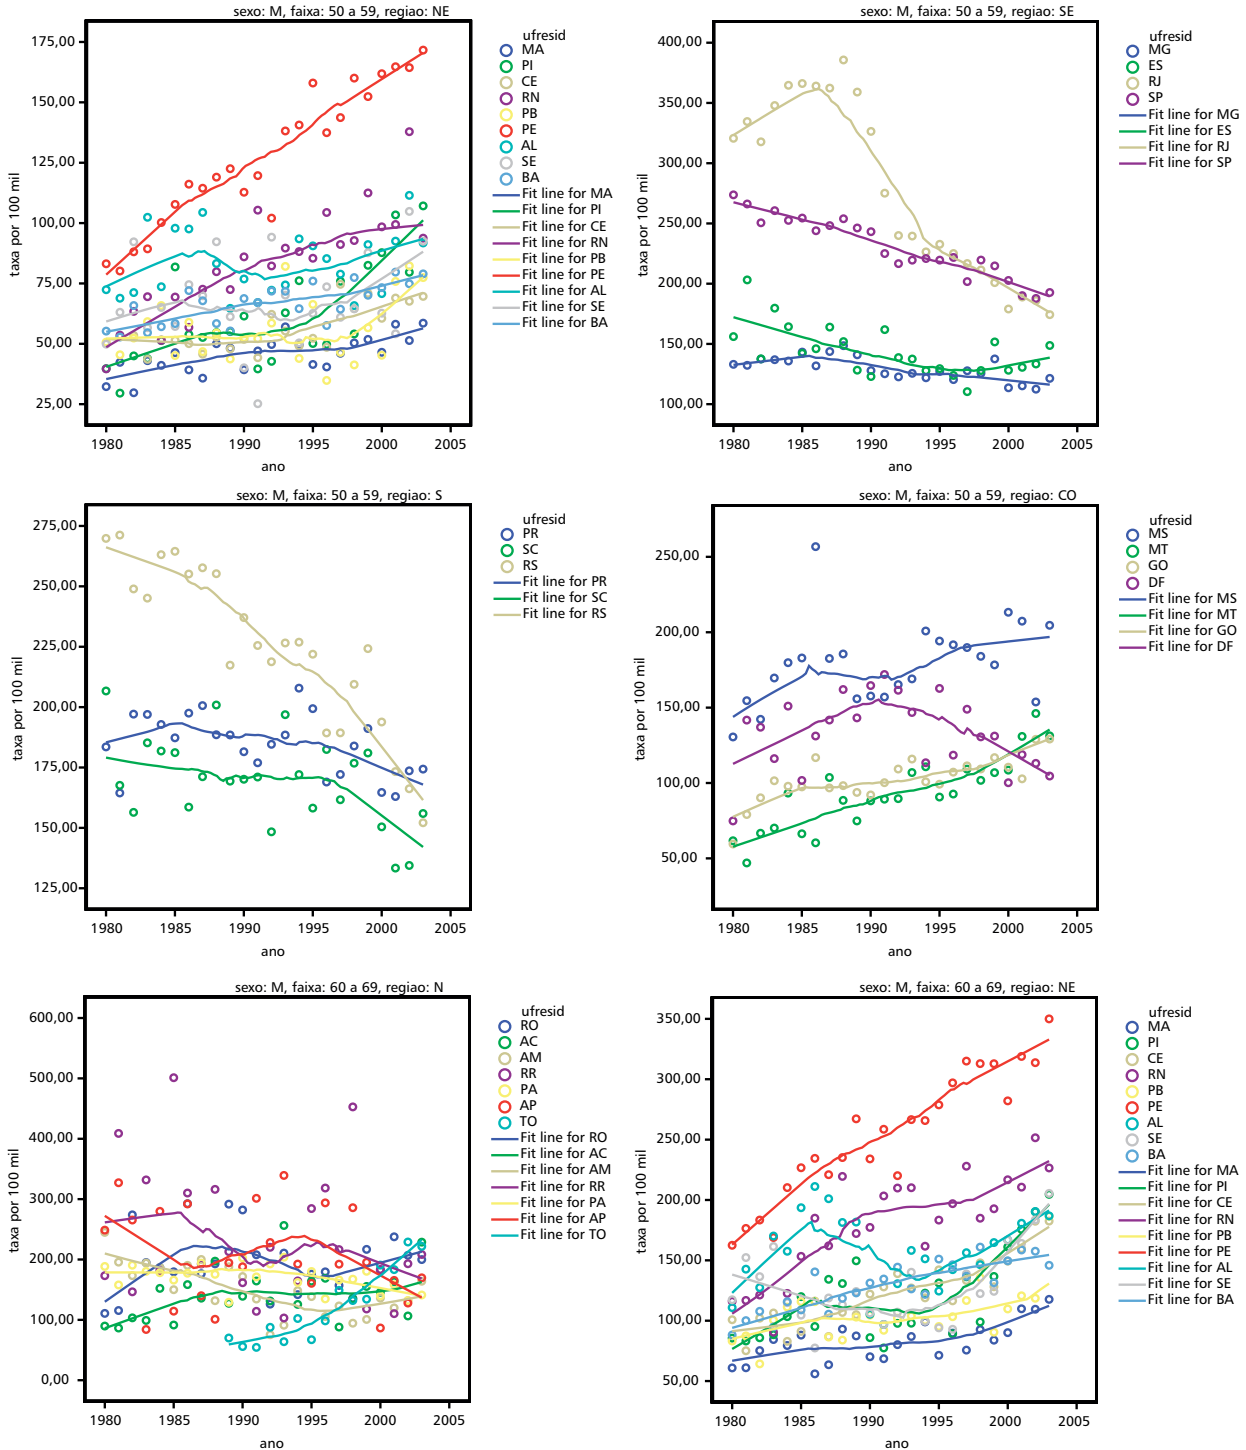 sexo: M, faixa: 50 a 59, regiao: NE
taxa por 100 mil
175,00
150,00
125,00
100,00
75,00
50,00
25,00
1980 1985 1990 1995 2000 2005
ano
ufresid
MA
PI
CE
RN
PB
PE
AL
SE
BA
Fit line for MA
Fit line for PI
Fit line for CE
Fit line for RN
Fit line for PB
Fit line for PE
Fit line for AL
Fit line for SE
Fit line for BA
sexo: M, faixa: 50 a 59, regiao: SE
taxa por 100 mil
400,00
350,00
300,00
250,00
200,00
150,00
100,00
1980 1985 1990 1995 2000 2005
ano
ufresid
MG
ES
RJ
SP
Fit line for MG
Fit line for ES
Fit line for RJ
Fit line for SP
sexo: M, faixa: 50 a 59, regiao: S
taxa por 100 mil
275,00
250,00
225,00
200,00
175,00
150,00
125,00
1980 1985 1990 1995 2000 2005
ano
ufresid
PR
SC
RS
Fit line for PR
Fit line for SC
Fit line for RS
sexo: M, faixa: 50 a 59, regiao: CO
taxa por 100 mil
250,00
200,00
150,00
100,00
50,00
1980 1985 1990 1995 2000 2005
ano
ufresid
MS
MT
GO
DF
Fit line for MS
Fit line for MT
Fit line for GO
Fit line for DF
sexo: M, faixa: 60 a 69, regiao: N
taxa por 100 mil
600,00
500,00
400,00
300,00
200,00
100,00
0,00
1980 1985 1990 1995 2000 2005
ano
ufresid
RO
AC
AM
RR
PA
AP
TO
Fit line for RO
Fit line for AC
Fit line for AM
Fit line for RR
Fit line for PA
Fit line for AP
Fit line for TO
sexo: M, faixa: 60 a 69, regiao: NE
taxa por 100 mil
350,00
300,00
250,00
200,00
150,00
100,00
50,00
1980 1985 1990 1995 2000 2005
ano
ufresid
MA
PI
CE
RN
PB
PE
AL
SE
BA
Fit line for MA
Fit line for PI
Fit line for CE
Fit line for RN
Fit line for PB
Fit line for PE
Fit line for AL
Fit line for SE
Fit line for BA